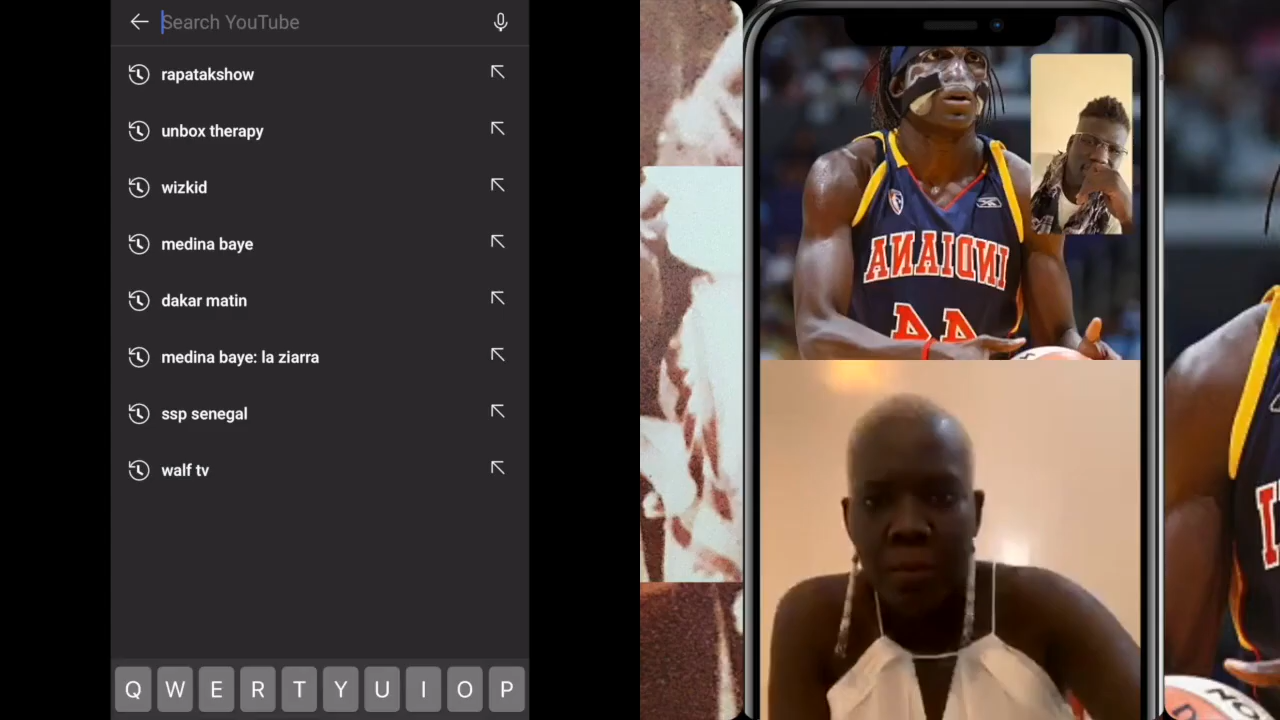 Search YouTube
rapatakshow
unbox therapy
wizkid
medina baye
dakar matin
medina baye: la ziarra
ssp senegal
walf tv
Q W E R T Y U I O P
INDIANA
44